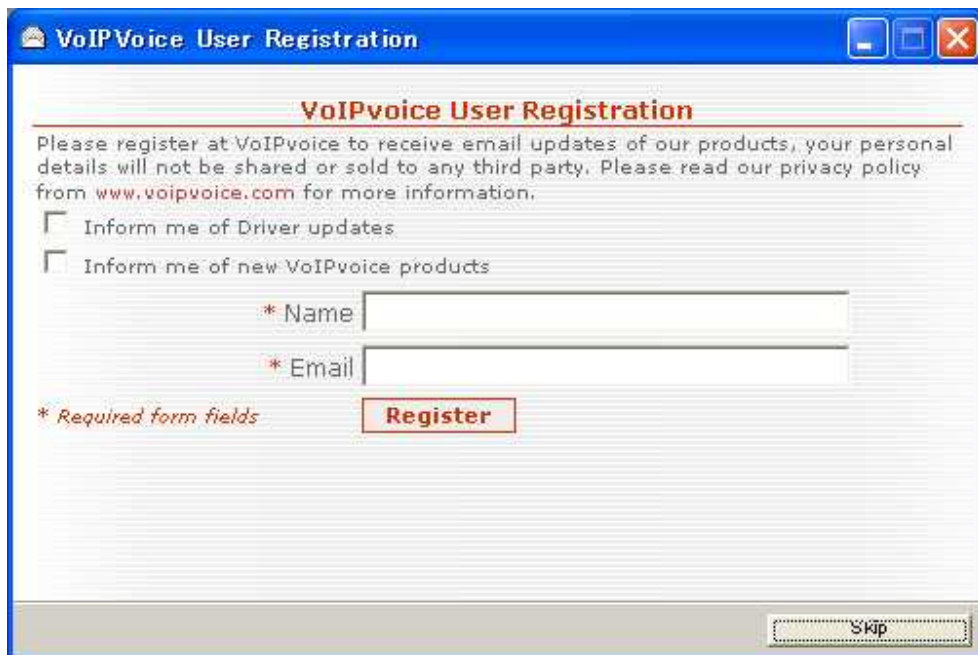 VoIPVoice User Registration
VoIPvoice User Registration
Please register at VoIPvoice to receive email updates of our products, your personal
details will not be shared or sold to any third party. Please read our privacy policy
from www.voipvoice.com for more information.
Inform me of Driver updates
Inform me of new VoIPvoice products
* Name
* Email
* Required form fields
Register
Skip